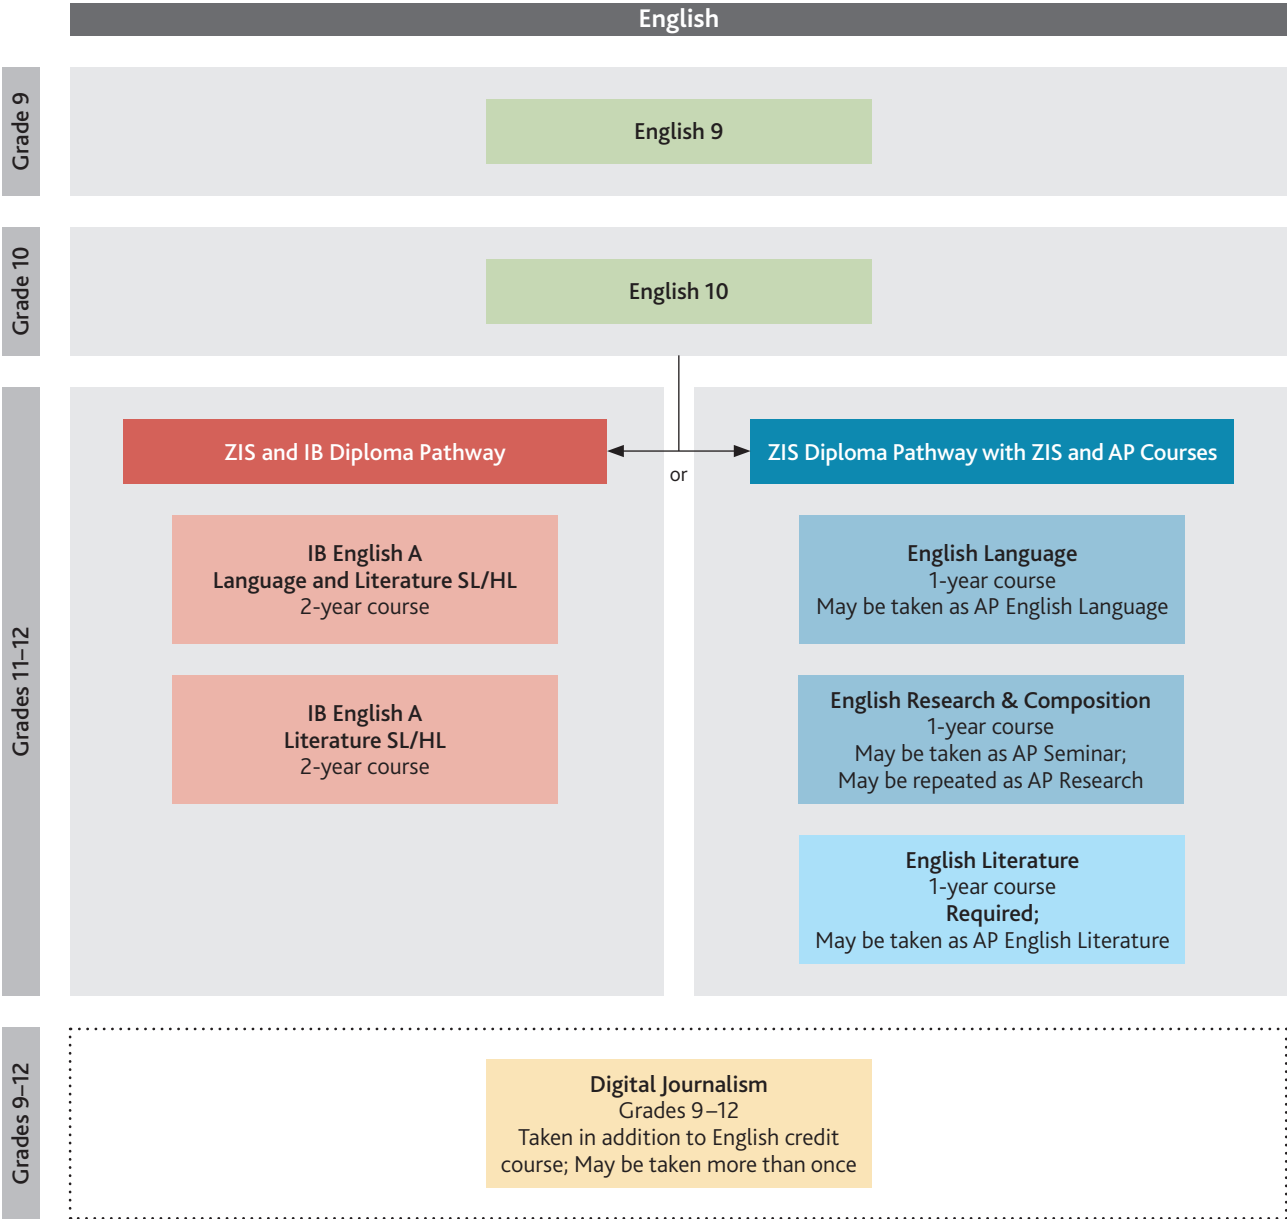 English
Grade 9
English 9
Grade 10
English 10
Grades 11–12
ZIS and IB Diploma Pathway
or
ZIS Diploma Pathway with ZIS and AP Courses
IB English A
Language and Literature SL/HL
2-year course
IB English A
Literature SL/HL
2-year course
English Language
1-year course
May be taken as AP English Language
English Research & Composition
1-year course
May be taken as AP Seminar;
May be repeated as AP Research
English Literature
1-year course
Required;
May be taken as AP English Literature
Grades 9–12
Digital Journalism
Grades 9–12
Taken in addition to English credit
course; May be taken more than once